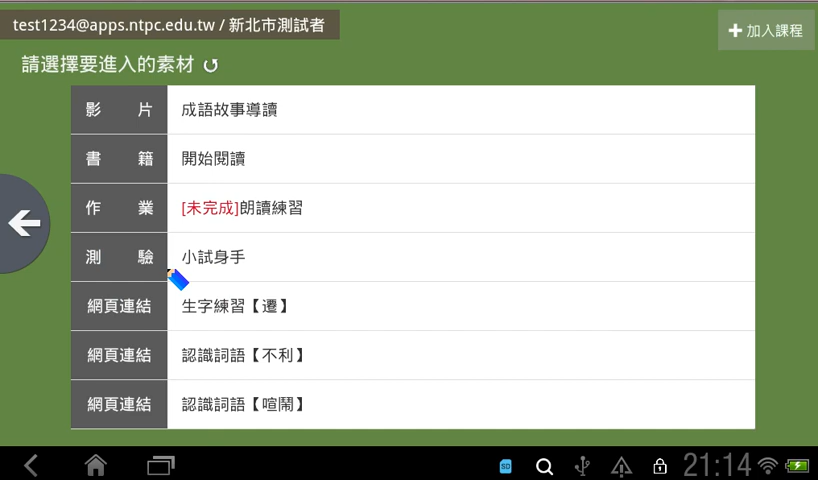 test1234@apps.ntpc.edu.tw / 新北市測試者
加入課程
請選擇要進入的素材
影片 成語故事導讀
書籍 開始閱讀
作業 [未完成]朗讀練習
測驗 小試身手
網頁連結 生字練習【遷】
網頁連結 認識詞語【不利】
網頁連結 認識詞語【喧鬧】
SD
21:14